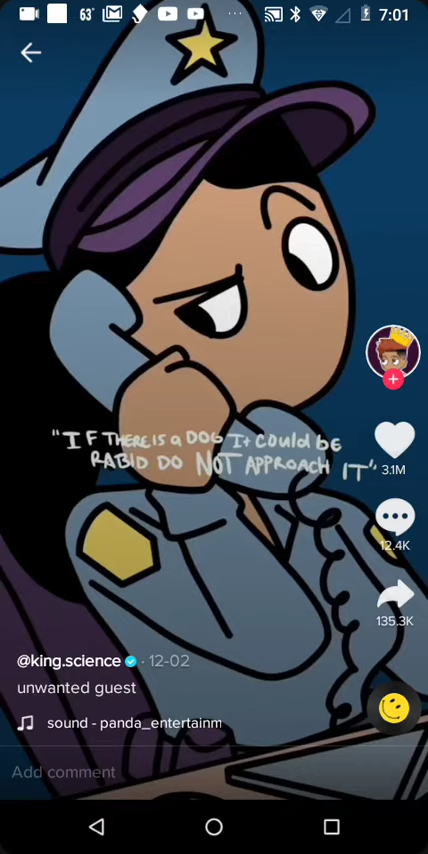 63°
7:01
"IF THERE IS a DOG It Could be
RABID DO NOT APPROACH IT"
3.1M
12.4K
135.3K
@king.science · 12-02
unwanted guest
sound - panda_entertainm
Add comment